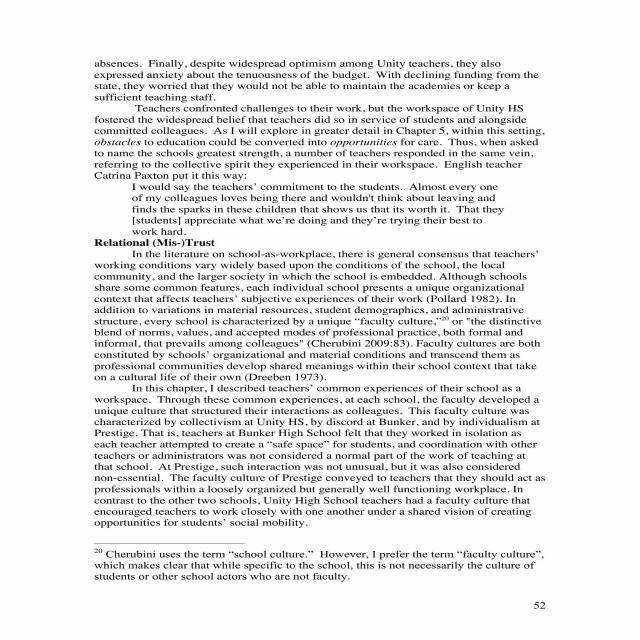 absences.  Finally, despite widespread optimism among Unity teachers, they also
expressed anxiety about the tenuousness of the budget.  With declining funding from the
state, they worried that they would not be able to maintain the academies or keep a
sufficient teaching staff.
Teachers confronted challenges to their work, but the workspace of Unity HS
fostered the widespread belief that teachers did so in service of students and alongside
committed colleagues.  As I will explore in greater detail in Chapter 5, within this setting,
obstacles to education could be converted into opportunities for care.  Thus, when asked
to name the schools greatest strength, a number of teachers responded in the same vein,
referring to the collective spirit they experienced in their workspace.  English teacher
Catrina Paxton put it this way:
I would say the teachers' commitment to the students.  Almost every one
of my colleagues loves being there and wouldn't think about leaving and
finds the sparks in these children that shows us that its worth it.  That they
[students] appreciate what we're doing and they're trying their best to
work hard.
Relational (Mis-)Trust
In the literature on school-as-workplace, there is general consensus that teachers'
working conditions vary widely based upon the conditions of the school, the local
community, and the larger society in which the school is embedded. Although schools
share some common features, each individual school presents a unique organizational
context that affects teachers' subjective experiences of their work (Pollard 1982). In
addition to variations in material resources, student demographics, and administrative
structure, every school is characterized by a unique “faculty culture,”20 or "the distinctive
blend of norms, values, and accepted modes of professional practice, both formal and
informal, that prevails among colleagues" (Cherubini 2009:83). Faculty cultures are both
constituted by schools' organizational and material conditions and transcend them as
professional communities develop shared meanings within their school context that take
on a cultural life of their own (Dreeben 1973).
In this chapter, I described teachers' common experiences of their school as a
workspace.  Through these common experiences, at each school, the faculty developed a
unique culture that structured their interactions as colleagues.  This faculty culture was
characterized by collectivism at Unity HS, by discord at Bunker, and by individualism at
Prestige. That is, teachers at Bunker High School felt that they worked in isolation as
each teacher attempted to create a “safe space” for students, and coordination with other
teachers or administrators was not considered a normal part of the work of teaching at
that school.  At Prestige, such interaction was not unusual, but it was also considered
non-essential.  The faculty culture of Prestige conveyed to teachers that they should act as
professionals within a loosely organized but generally well functioning workplace. In
contrast to the other two schools, Unity High School teachers had a faculty culture that
encouraged teachers to work closely with one another under a shared vision of creating
opportunities for students' social mobility.
20 Cherubini uses the term “school culture.”  However, I prefer the term “faculty culture”,
which makes clear that while specific to the school, this is not necessarily the culture of
students or other school actors who are not faculty.
52